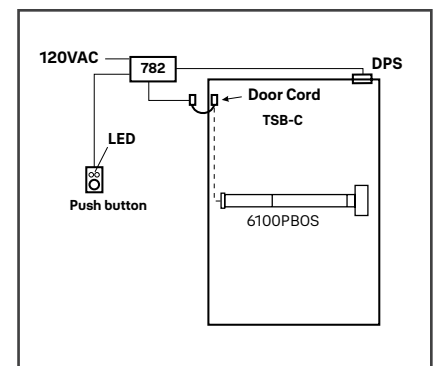 120VAC
782
DPS
Door Cord
TSB-C
LED
Push button
6100PBOS